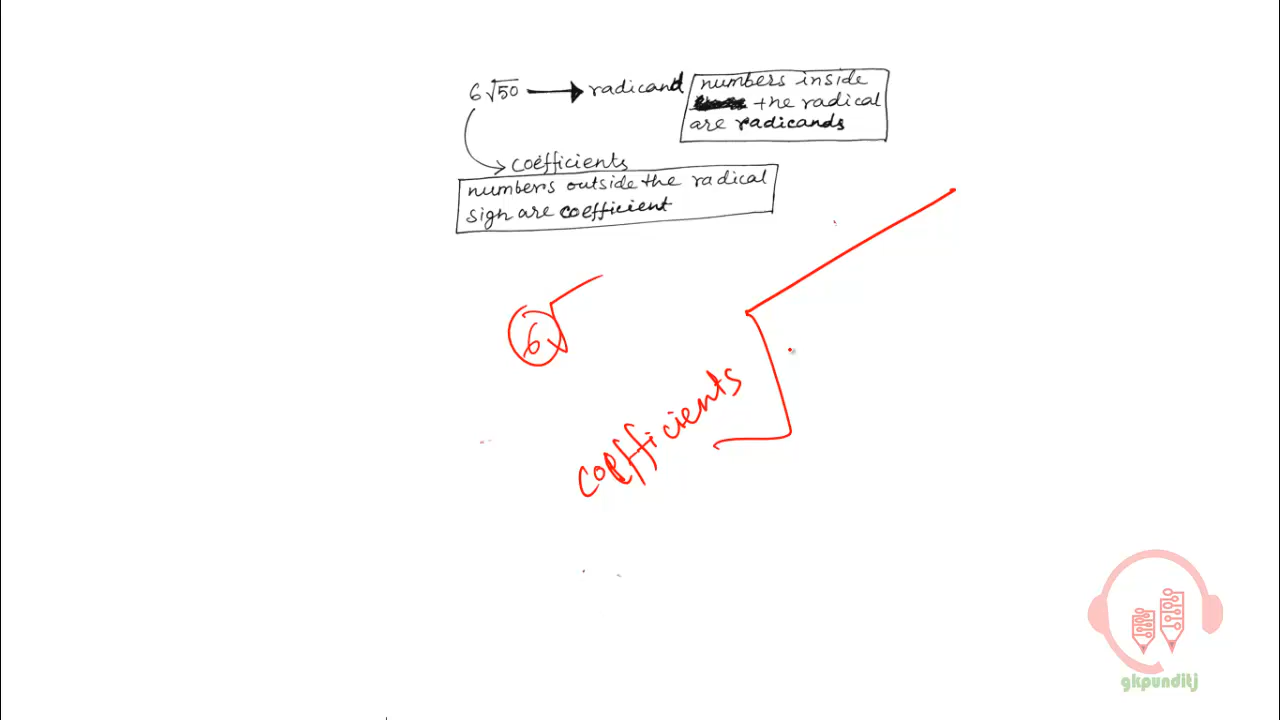 6√50 → radicand
numbers inside
the radical
are radicands
coefficients
numbers outside the radical
sign are coefficient
6√
coefficients
gkpunditj